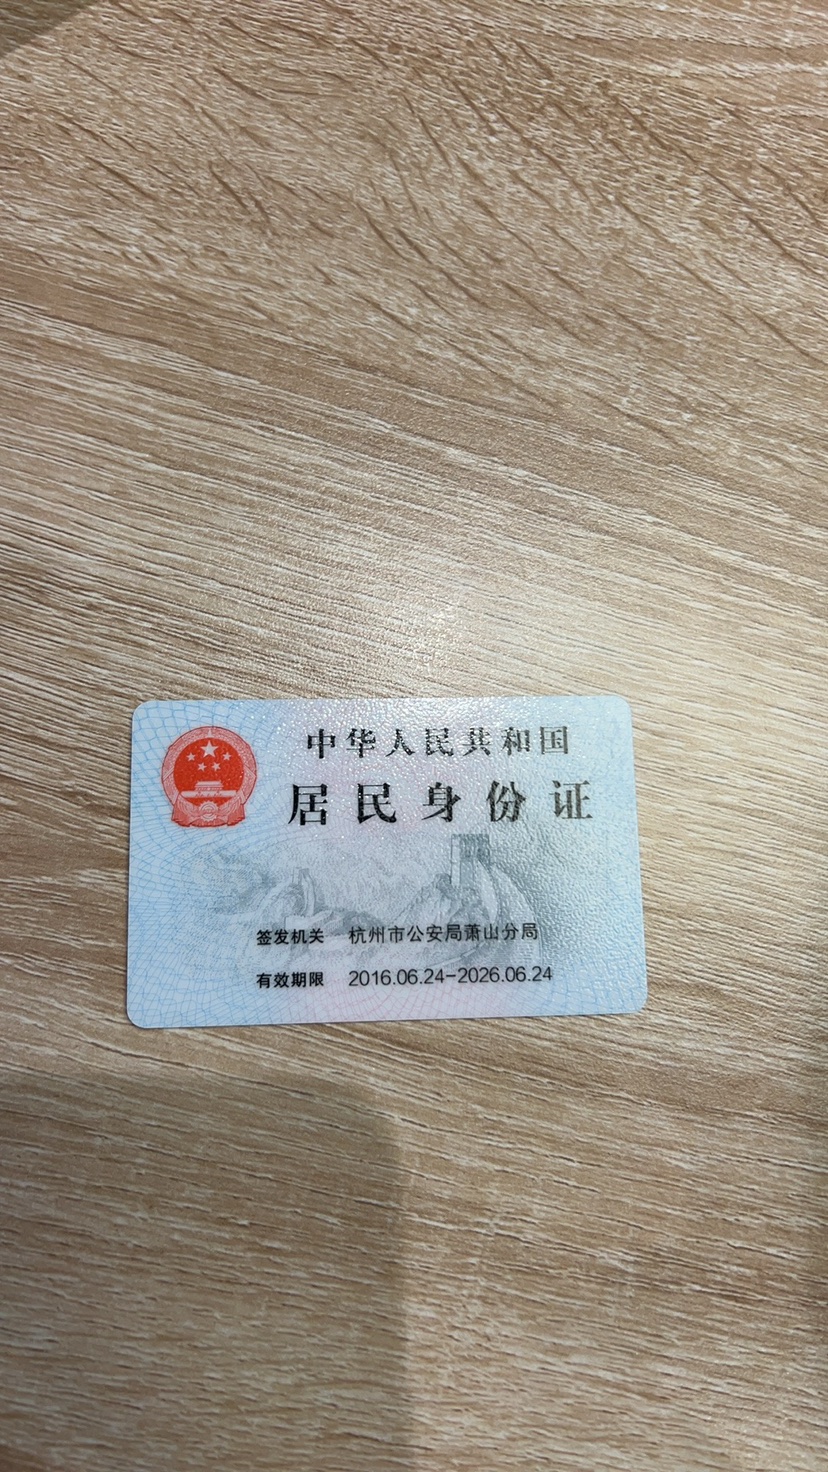 中华人民共和国
居民身份证
签发机关 杭州市公安局萧山分局
有效期限 2016.06.24-2026.06.24